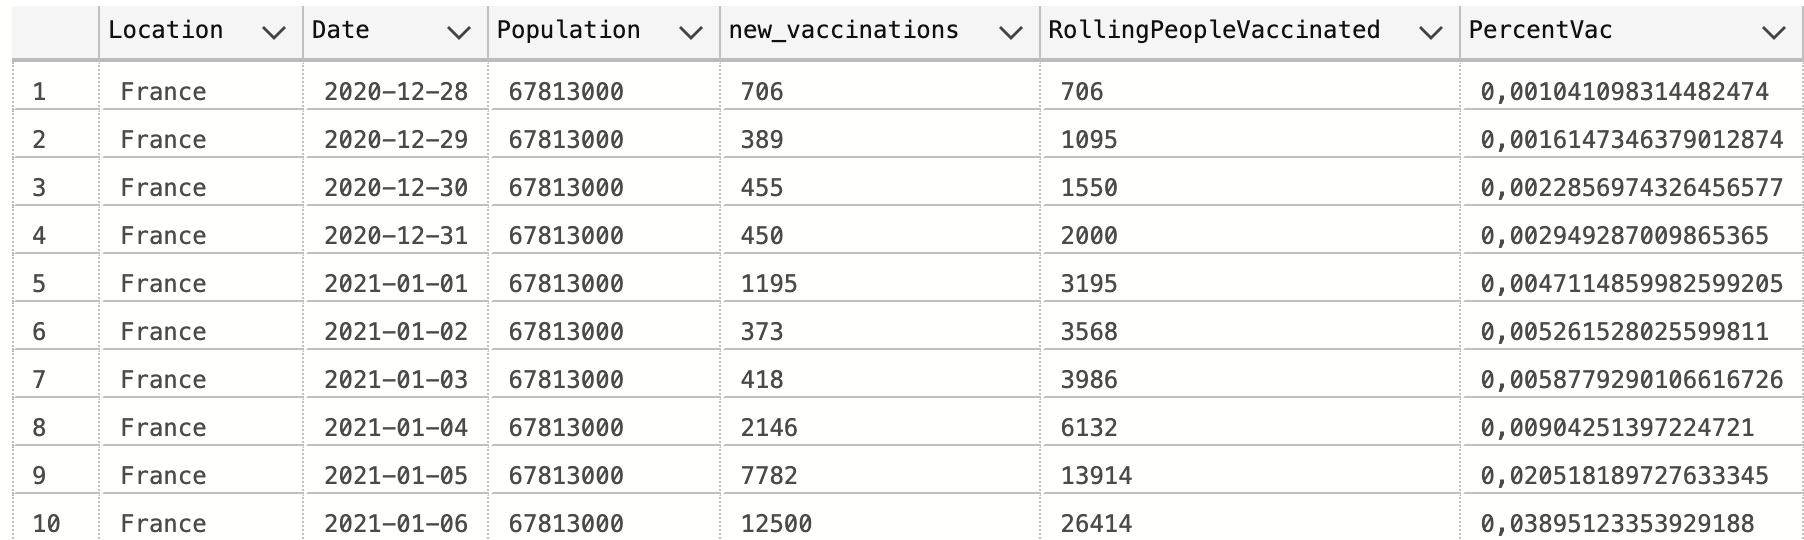 Location Date Population new_vaccinations RollingPeopleVaccinated PercentVac
1 France 2020-12-28 67813000 706 706 0,001041098314482474
2 France 2020-12-29 67813000 389 1095 0,0016147346379012874
3 France 2020-12-30 67813000 455 1550 0,0022856974326456577
4 France 2020-12-31 67813000 450 2000 0,002949287009865365
5 France 2021-01-01 67813000 1195 3195 0,0047114859982599205
6 France 2021-01-02 67813000 373 3568 0,005261528025599811
7 France 2021-01-03 67813000 418 3986 0,0058779290106616726
8 France 2021-01-04 67813000 2146 6132 0,00904251397224721
9 France 2021-01-05 67813000 7782 13914 0,020518189727633345
10 France 2021-01-06 67813000 12500 26414 0,03895123353929188